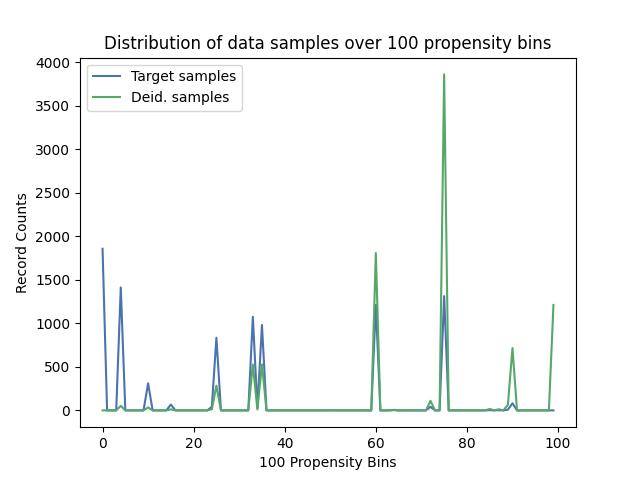 Distribution of data samples over 100 propensity bins
Target samples
Deid. samples
4000
3500
3000
2500
2000
1500
1000
500
0
Record Counts
0 20 40 60 80 100
100 Propensity Bins